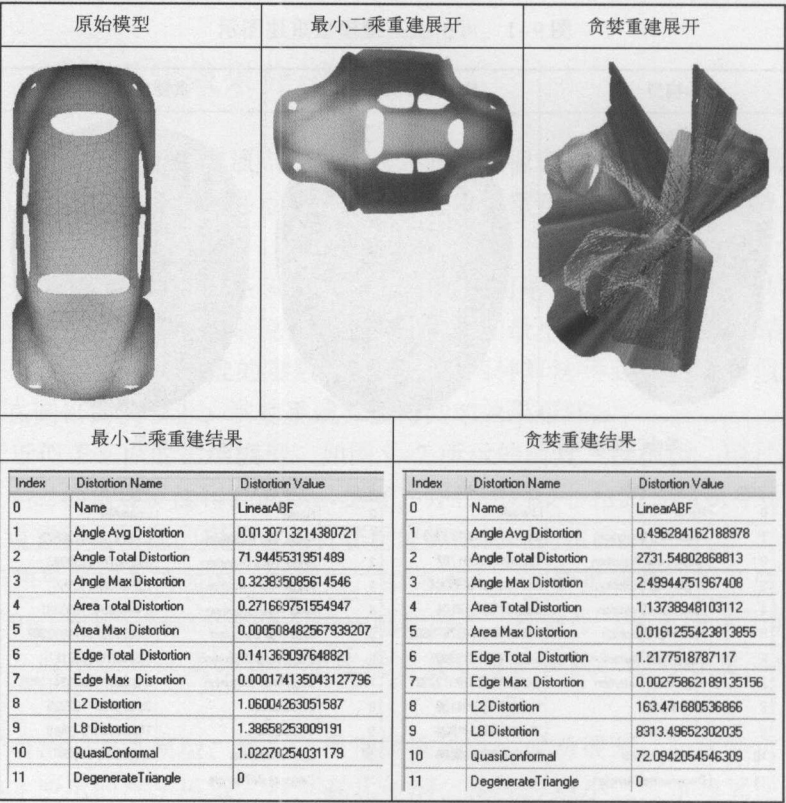 原始模型
最小二乘重建展开
贪婪重建展开
最小二乘重建结果
Index Distortion Name Distortion Value
0 Name LinearABF
1 Angle Avg Distortion 0.0130713214380721
2 Angle Total Distortion 71.9445531951489
3 Angle Max Distortion 0.323835085614546
4 Area Total Distortion 0.271669751554947
5 Area Max Distortion 0.000508482567939207
6 Edge Total Distortion 0.141369097648821
7 Edge Max Distortion 0.000174135043127796
8 L2 Distortion 1.06004263051587
9 L8 Distortion 1.38658253009191
10 QuasiConformal 1.02270254031179
11 DegenerateTriangle 0
贪婪重建结果
Index Distortion Name Distortion Value
0 Name LinearABF
1 Angle Avg Distortion 0.496284162188978
2 Angle Total Distortion 2731.54802868813
3 Angle Max Distortion 2.49944751967408
4 Area Total Distortion 1.13738948103112
5 Area Max Distortion 0.0161255423813855
6 Edge Total Distortion 1.2177518787117
7 Edge Max Distortion 0.00275862189135156
8 L2 Distortion 163.471680536866
9 L8 Distortion 8313.49652302035
10 QuasiConformal 72.0942054546309
11 DegenerateTriangle 0